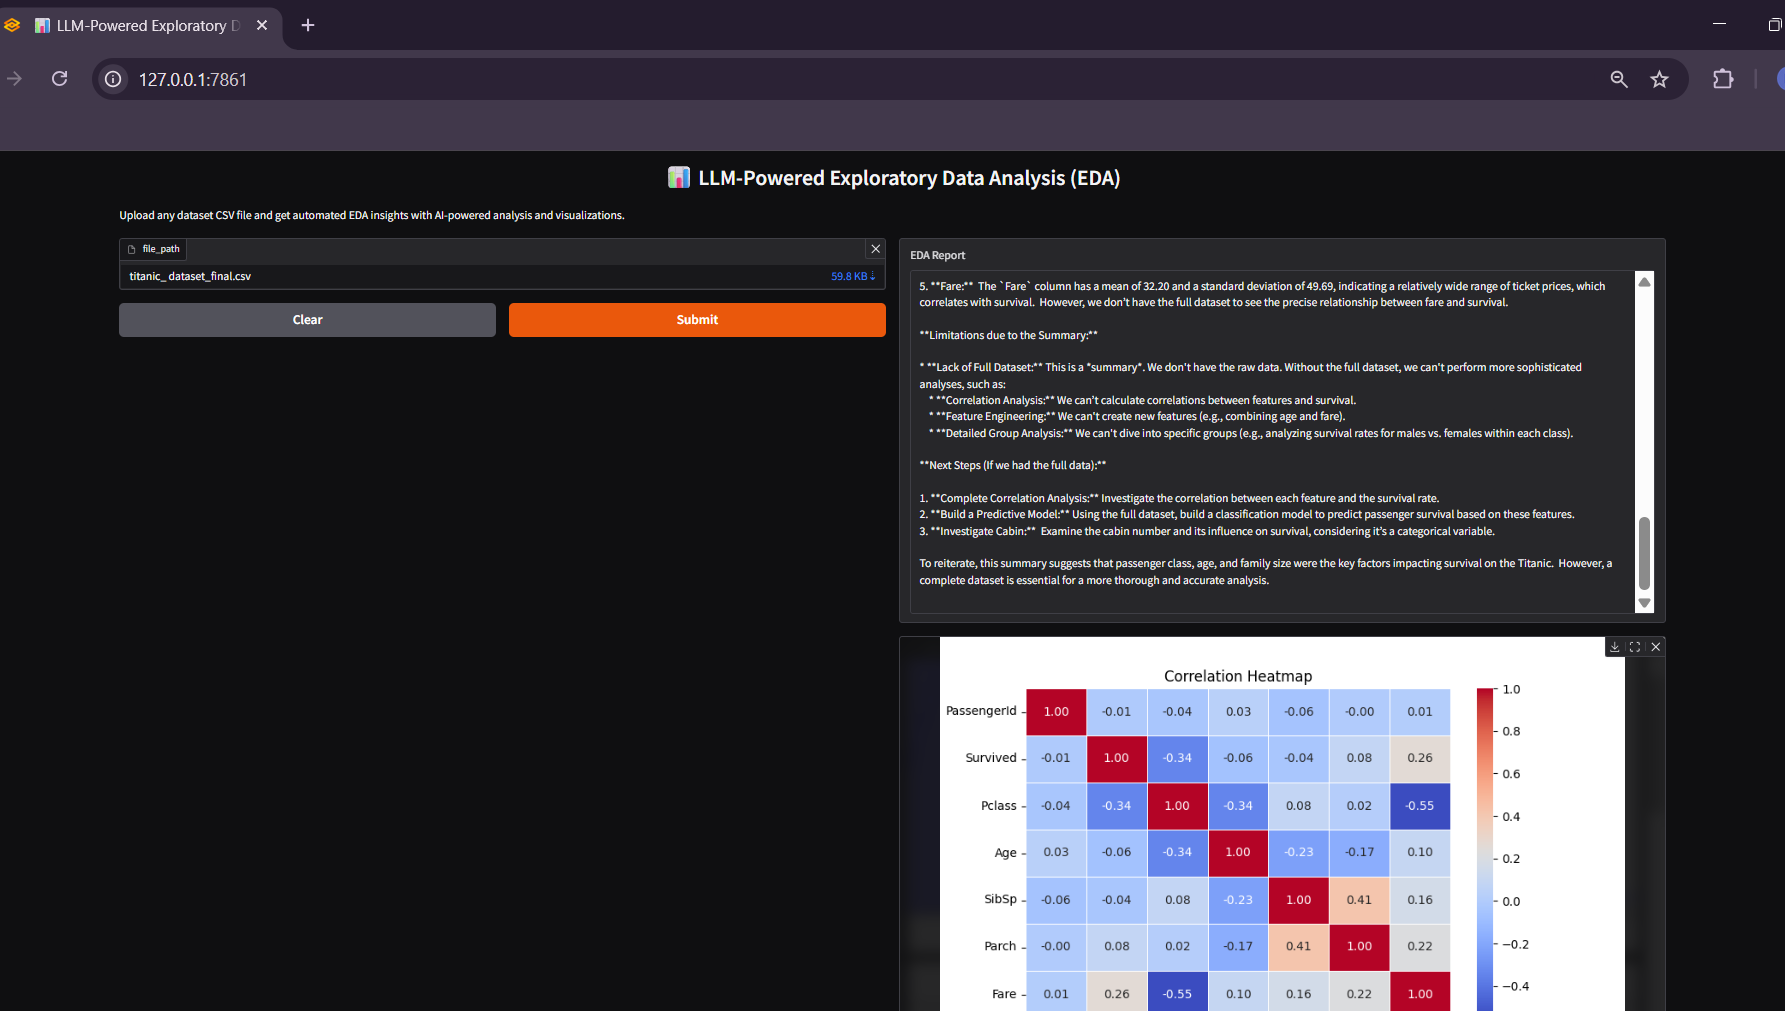 LLM-Powered Exploratory D
127.0.0.1:7861
LLM-Powered Exploratory Data Analysis (EDA)
Upload any dataset CSV file and get automated EDA insights with AI-powered analysis and visualizations.
file_path
titanic_ dataset_final.csv 59.8 KB ↓
Clear Submit
EDA Report
5. **Fare:** The `Fare` column has a mean of 32.20 and a standard deviation of 49.69, indicating a relatively wide range of ticket prices, which
correlates with survival. However, we don't have the full dataset to see the precise relationship between fare and survival.
**Limitations due to the Summary:**
* **Lack of Full Dataset:** This is a *summary*. We don't have the raw data. Without the full dataset, we can't perform more sophisticated
analyses, such as:
* **Correlation Analysis:** We can't calculate correlations between features and survival.
* **Feature Engineering:** We can't create new features (e.g., combining age and fare).
* **Detailed Group Analysis:** We can't dive into specific groups (e.g., analyzing survival rates for males vs. females within each class).
**Next Steps (If we had the full data):**
1. **Complete Correlation Analysis:** Investigate the correlation between each feature and the survival rate.
2. **Build a Predictive Model:** Using the full dataset, build a classification model to predict passenger survival based on these features.
3. **Investigate Cabin:** Examine the cabin number and its influence on survival, considering it's a categorical variable.
To reiterate, this summary suggests that passenger class, age, and family size were the key factors impacting survival on the Titanic. However, a
complete dataset is essential for a more thorough and accurate analysis.
Correlation Heatmap
PassengerId 1.00 -0.01 -0.04 0.03 -0.06 -0.00 0.01
Survived -0.01 1.00 -0.34 -0.06 -0.04 0.08 0.26
Pclass -0.04 -0.34 1.00 -0.34 0.08 0.02 -0.55
Age 0.03 -0.06 -0.34 1.00 -0.23 -0.17 0.10
SibSp -0.06 -0.04 0.08 -0.23 1.00 0.41 0.16
Parch -0.00 0.08 0.02 -0.17 0.41 1.00 0.22
Fare 0.01 0.26 -0.55 0.10 0.16 0.22 1.00
1.0
0.8
0.6
0.4
0.2
0.0
−0.2
−0.4